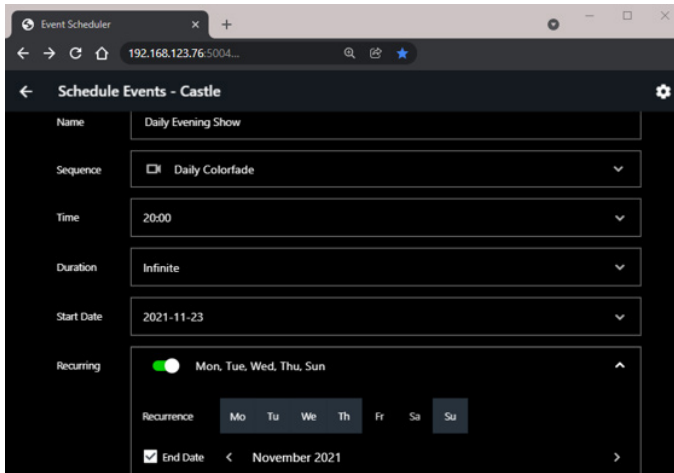 Event Scheduler
192.168.123.76:5004...
Schedule Events - Castle
Name Daily Evening Show
Sequence Daily Colorfade
Time 20:00
Duration Infinite
Start Date 2021-11-23
Recurring Mon, Tue, Wed, Thu, Sun
Recurrence Mo Tu We Th Fr Sa Su
End Date November 2021